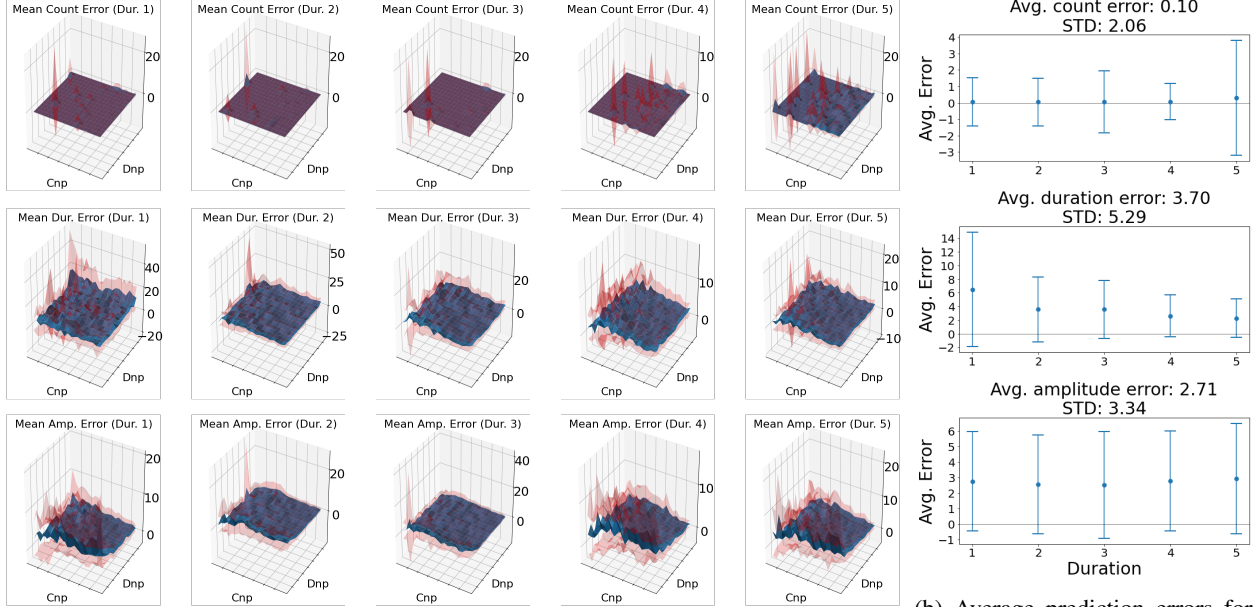 Mean Count Error (Dur. 1)
20
0
Dnp
Cnp
Mean Count Error (Dur. 2)
20
0
Dnp
Cnp
Mean Count Error (Dur. 3)
20
0
Dnp
Cnp
Mean Count Error (Dur. 4)
10
0
Dnp
Cnp
Mean Count Error (Dur. 5)
20
0
Dnp
Cnp
Avg. count error: 0.10
STD: 2.06
Avg. Error
4
3
2
1
0
−1
−2
−3
1 2 3 4 5
Mean Dur. Error (Dur. 1)
40
20
0
−20
Dnp
Cnp
Mean Dur. Error (Dur. 2)
50
25
0
−25
Dnp
Cnp
Mean Dur. Error (Dur. 3)
20
0
Dnp
Cnp
Mean Dur. Error (Dur. 4)
10
0
Dnp
Cnp
Mean Dur. Error (Dur. 5)
20
10
0
−10
Dnp
Cnp
Avg. duration error: 3.70
STD: 5.29
Avg. Error
14
12
10
8
6
4
2
0
−2
1 2 3 4 5
Mean Amp. Error (Dur. 1)
20
10
0
Dnp
Cnp
Mean Amp. Error (Dur. 2)
20
0
Dnp
Cnp
Mean Amp. Error (Dur. 3)
40
20
0
Dnp
Cnp
Mean Amp. Error (Dur. 4)
10
0
Dnp
Cnp
Mean Amp. Error (Dur. 5)
20
10
0
Dnp
Cnp
Avg. amplitude error: 2.71
STD: 3.34
Avg. Error
6
5
4
3
2
1
0
−1
1 2 3 4 5
Duration
(b) Average prediction errors for